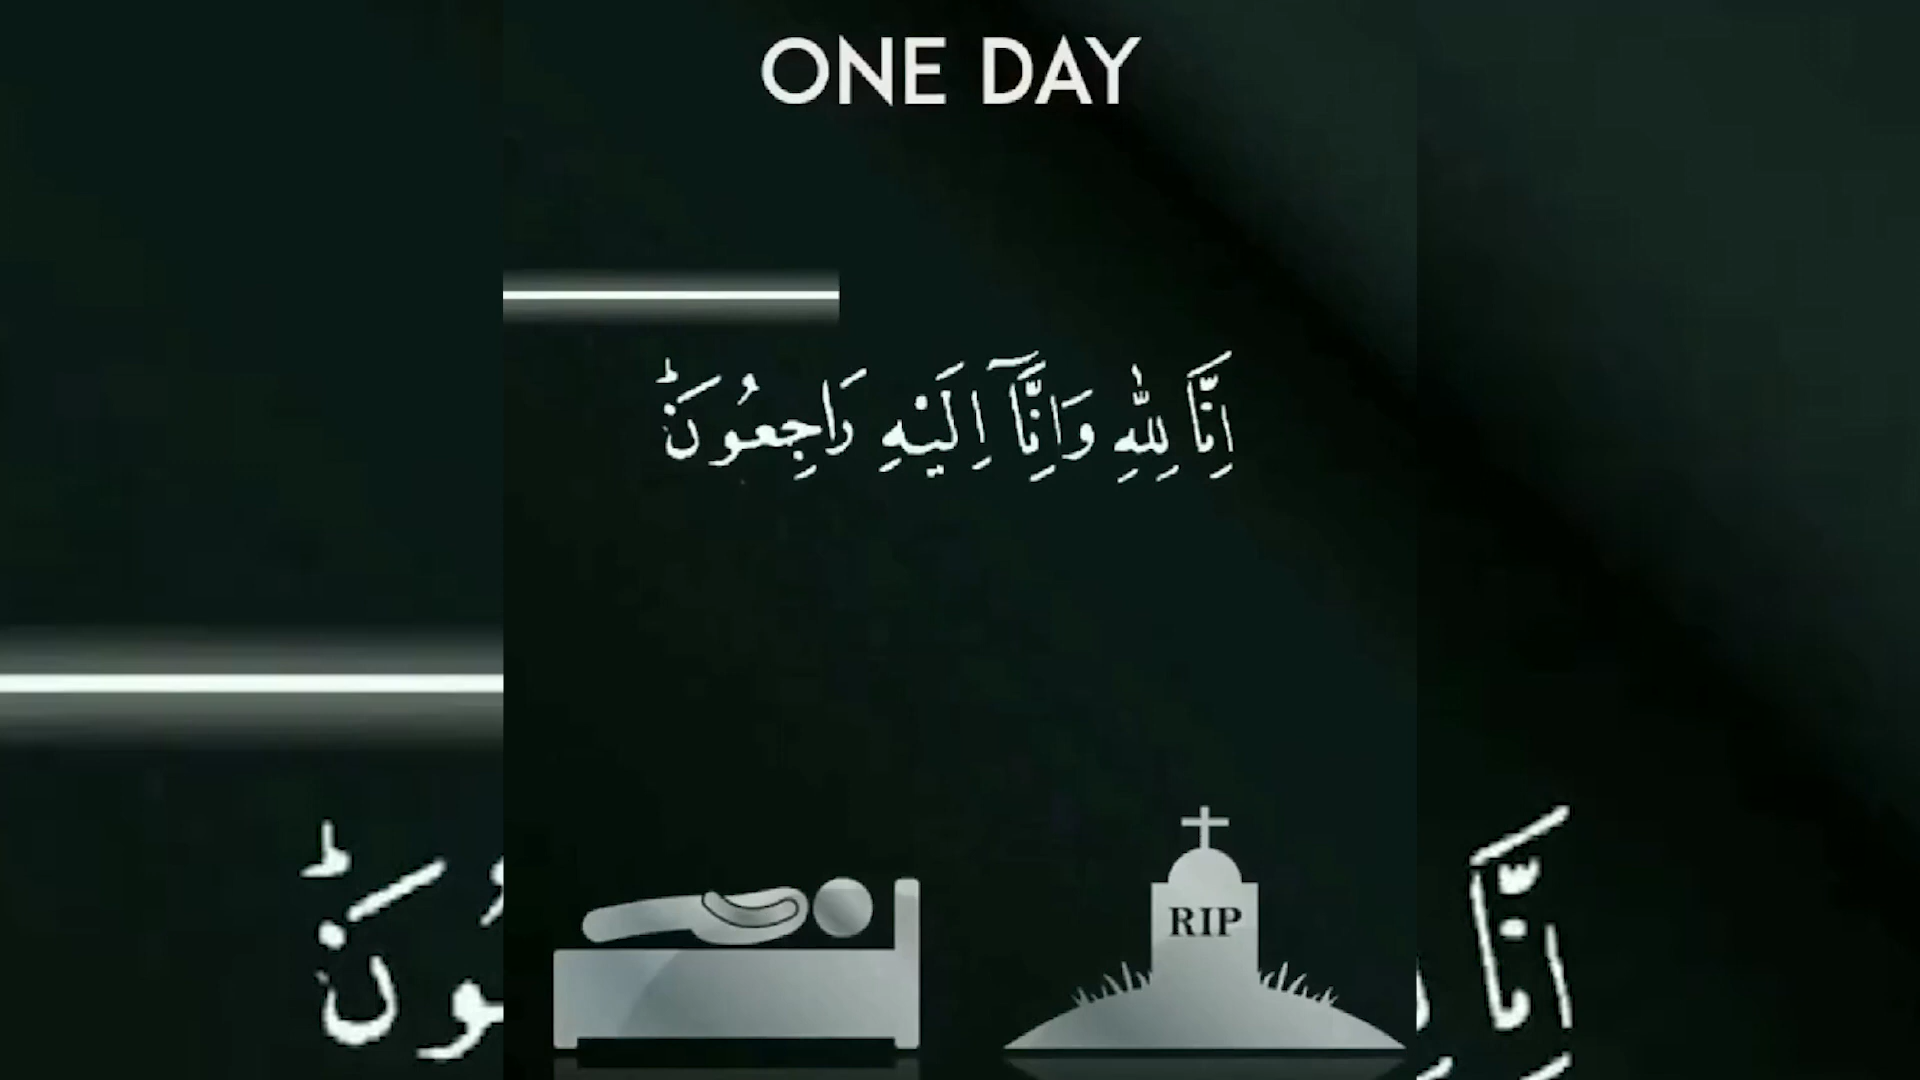 ONE DAY
اِنَّا لِلّٰهِ وَاِنَّآ اِلَيْهِ رَاجِعُوْنَؕ
RIP